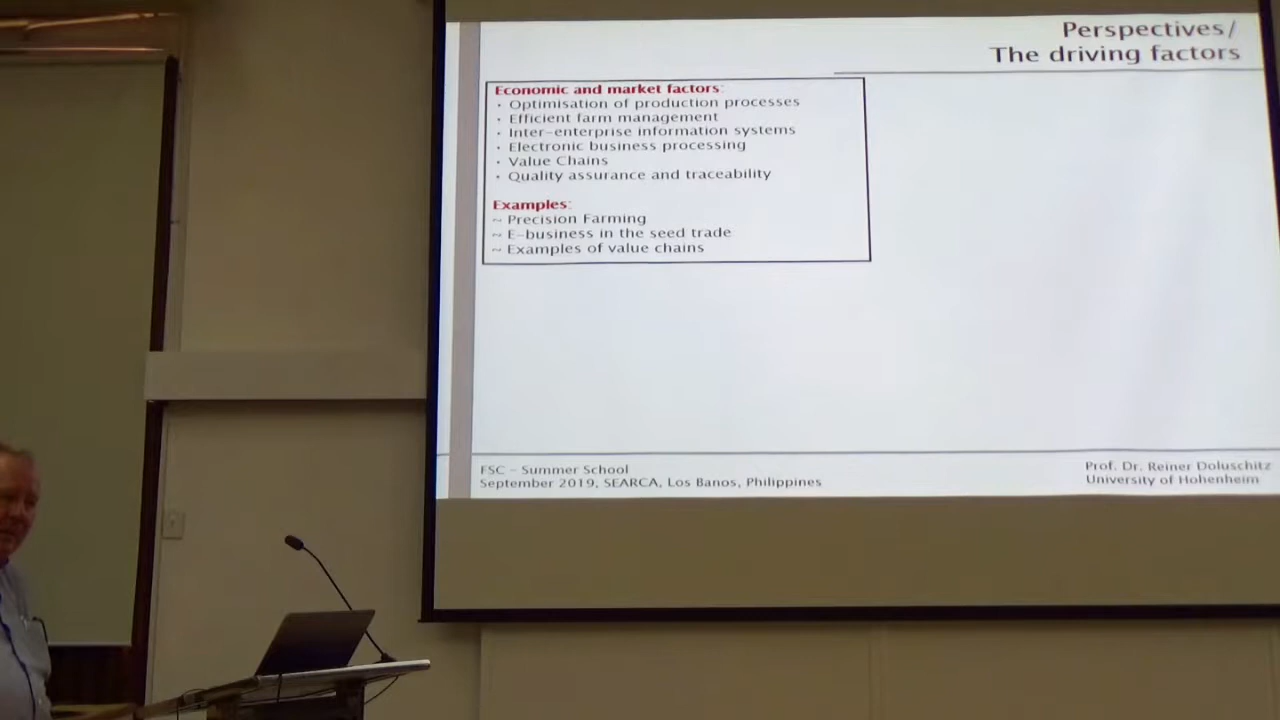 Perspectives/
The driving factors
Economic and market factors:
• Optimisation of production processes
• Efficient farm management
• Inter-enterprise information systems
• Electronic business processing
• Value Chains
• Quality assurance and traceability
Examples:
~ Precision Farming
~ E-business in the seed trade
~ Examples of value chains
FSC – Summer School
September 2019, SEARCA, Los Banos, Philippines
Prof. Dr. Reiner Doluschitz
University of Hohenheim